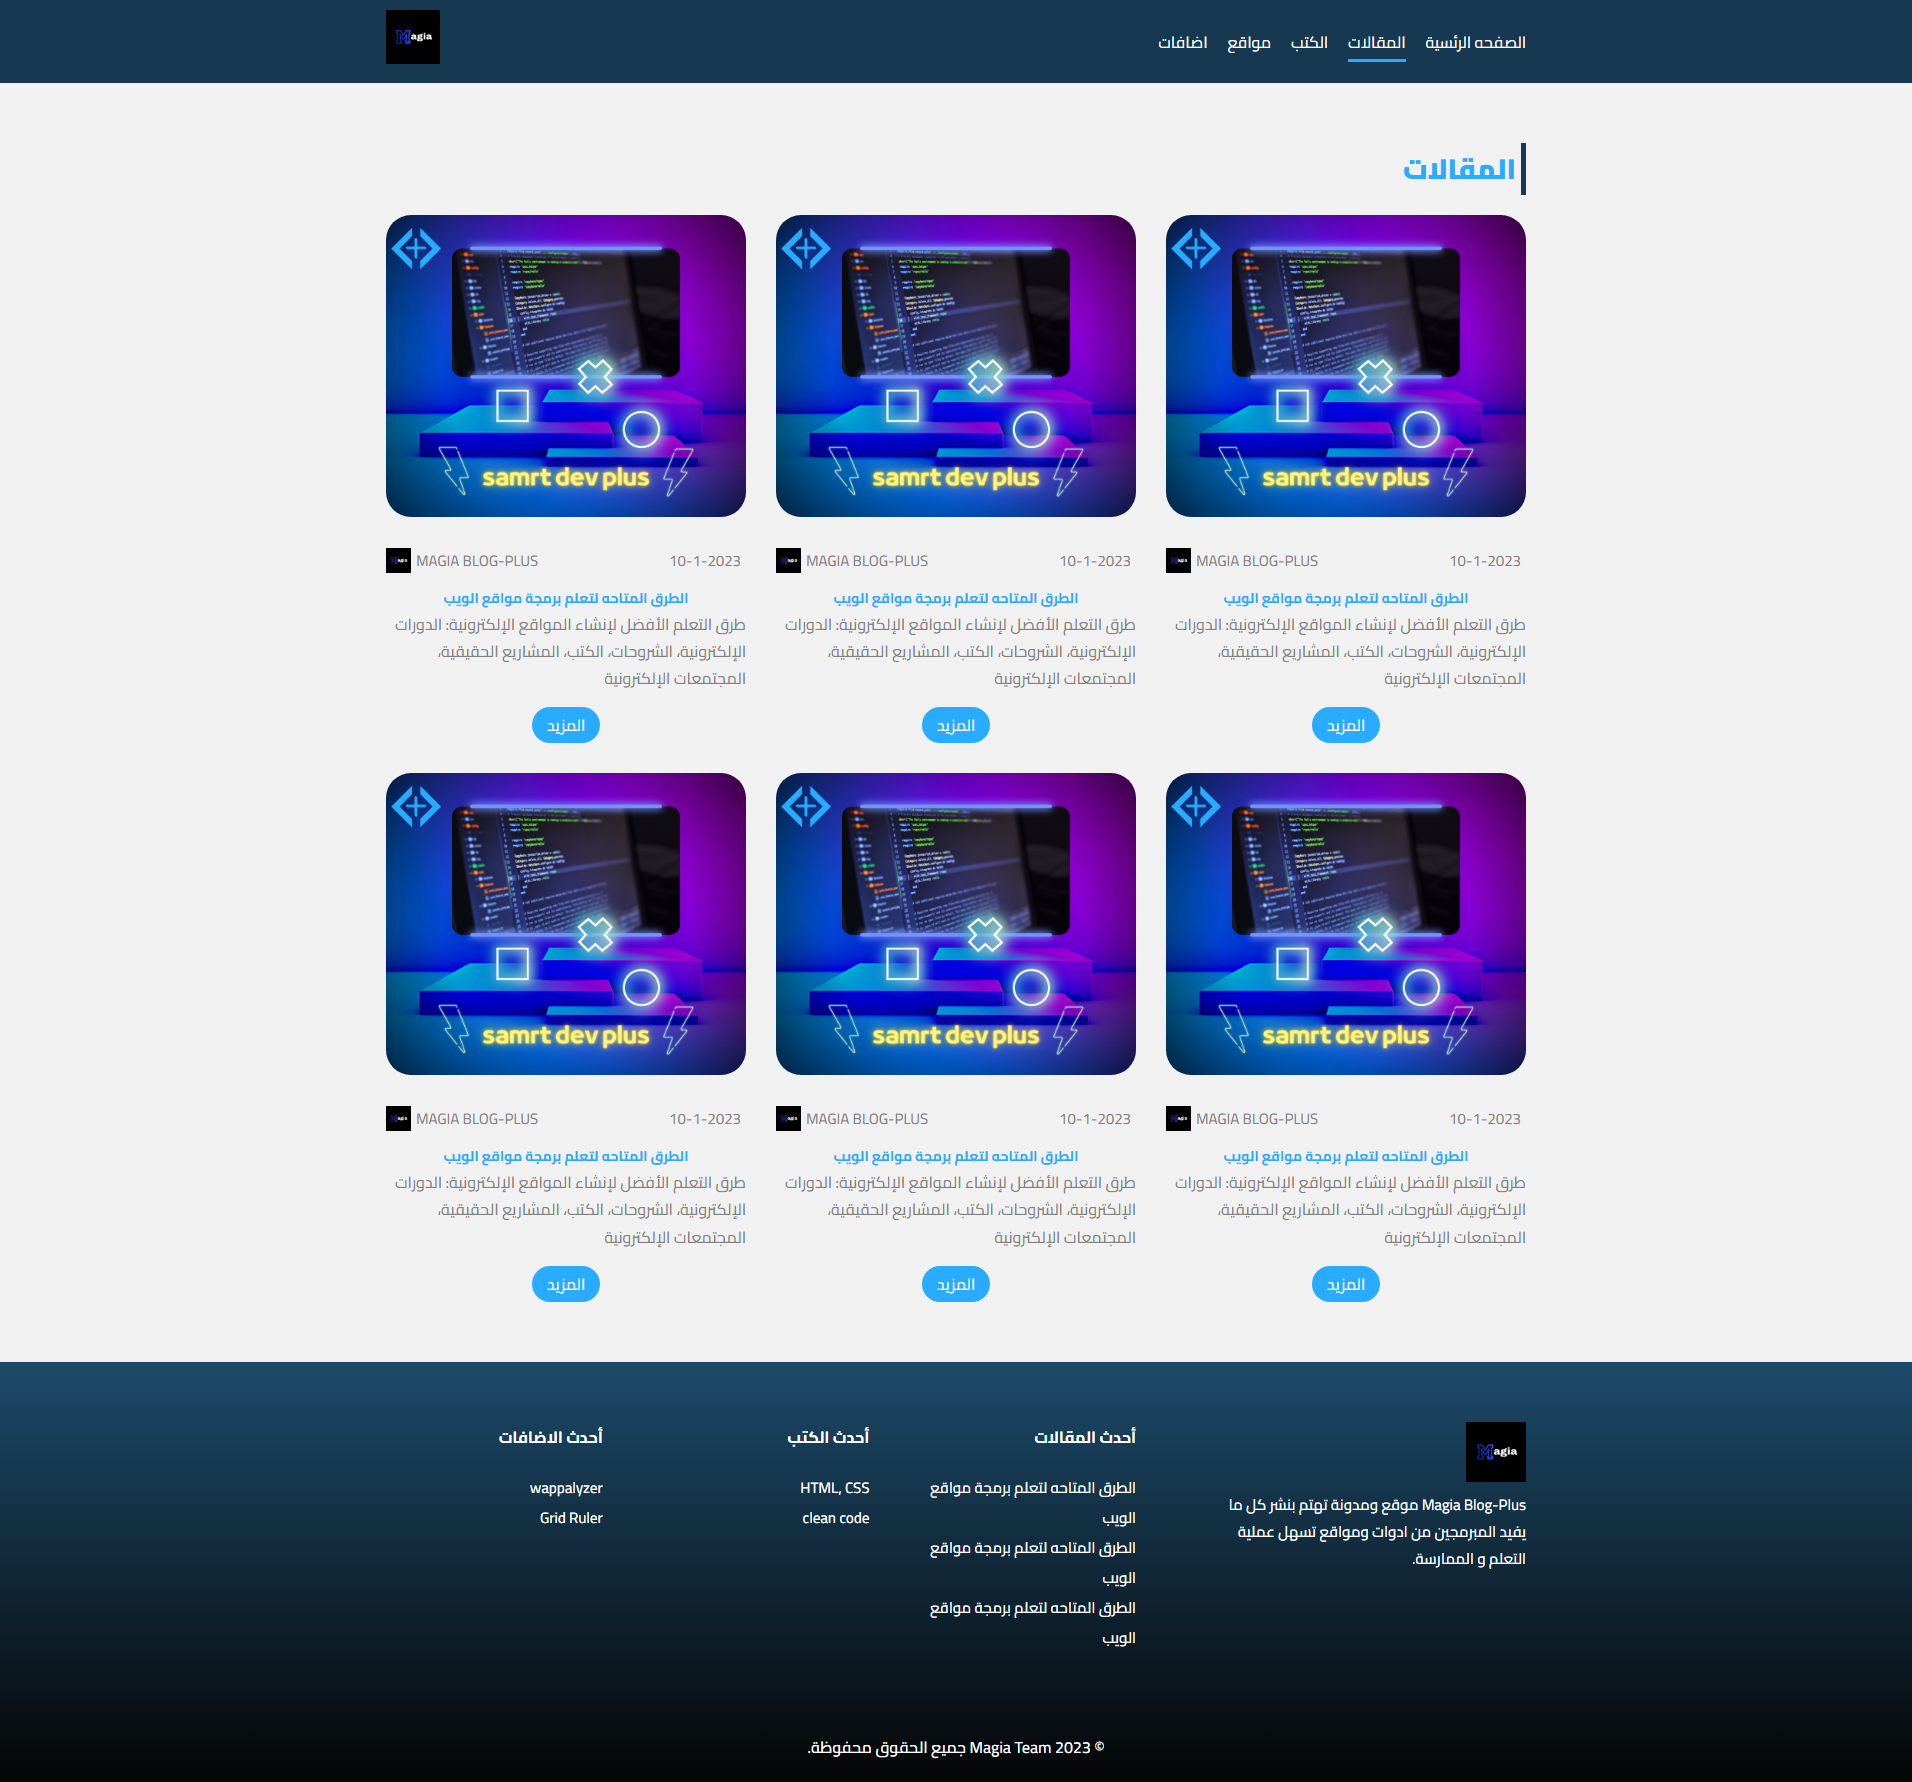 الصفحه الرئسية
المقالات
الكتب
مواقع
اضافات
Magia
المقالات
samrt dev plus
10-1-2023
MAGIA BLOG-PLUS
الطرق المتاحه لتعلم برمجة مواقع الويب
طرق التعلم الأفضل لإنشاء المواقع الإلكترونية: الدورات
الإلكترونية، الشروحات، الكتب، المشاريع الحقيقية،
المجتمعات الإلكترونية
المزيد
samrt dev plus
10-1-2023
MAGIA BLOG-PLUS
الطرق المتاحه لتعلم برمجة مواقع الويب
طرق التعلم الأفضل لإنشاء المواقع الإلكترونية: الدورات
الإلكترونية، الشروحات، الكتب، المشاريع الحقيقية،
المجتمعات الإلكترونية
المزيد
samrt dev plus
10-1-2023
MAGIA BLOG-PLUS
الطرق المتاحه لتعلم برمجة مواقع الويب
طرق التعلم الأفضل لإنشاء المواقع الإلكترونية: الدورات
الإلكترونية، الشروحات، الكتب، المشاريع الحقيقية،
المجتمعات الإلكترونية
المزيد
samrt dev plus
10-1-2023
MAGIA BLOG-PLUS
الطرق المتاحه لتعلم برمجة مواقع الويب
طرق التعلم الأفضل لإنشاء المواقع الإلكترونية: الدورات
الإلكترونية، الشروحات، الكتب، المشاريع الحقيقية،
المجتمعات الإلكترونية
المزيد
samrt dev plus
10-1-2023
MAGIA BLOG-PLUS
الطرق المتاحه لتعلم برمجة مواقع الويب
طرق التعلم الأفضل لإنشاء المواقع الإلكترونية: الدورات
الإلكترونية، الشروحات، الكتب، المشاريع الحقيقية،
المجتمعات الإلكترونية
المزيد
samrt dev plus
10-1-2023
MAGIA BLOG-PLUS
الطرق المتاحه لتعلم برمجة مواقع الويب
طرق التعلم الأفضل لإنشاء المواقع الإلكترونية: الدورات
الإلكترونية، الشروحات، الكتب، المشاريع الحقيقية،
المجتمعات الإلكترونية
المزيد
Magia
Magia Blog-Plus موقع ومدونة تهتم بنشر كل ما
يفيد المبرمجين من ادوات ومواقع تسهل عملية
التعلم و الممارسة.
أحدث المقالات
الطرق المتاحه لتعلم برمجة مواقع
الويب
الطرق المتاحه لتعلم برمجة مواقع
الويب
الطرق المتاحه لتعلم برمجة مواقع
الويب
أحدث الكتب
HTML, CSS
clean code
أحدث الاضافات
wappalyzer
Grid Ruler
© 2023 Magia Team جميع الحقوق محفوظة.